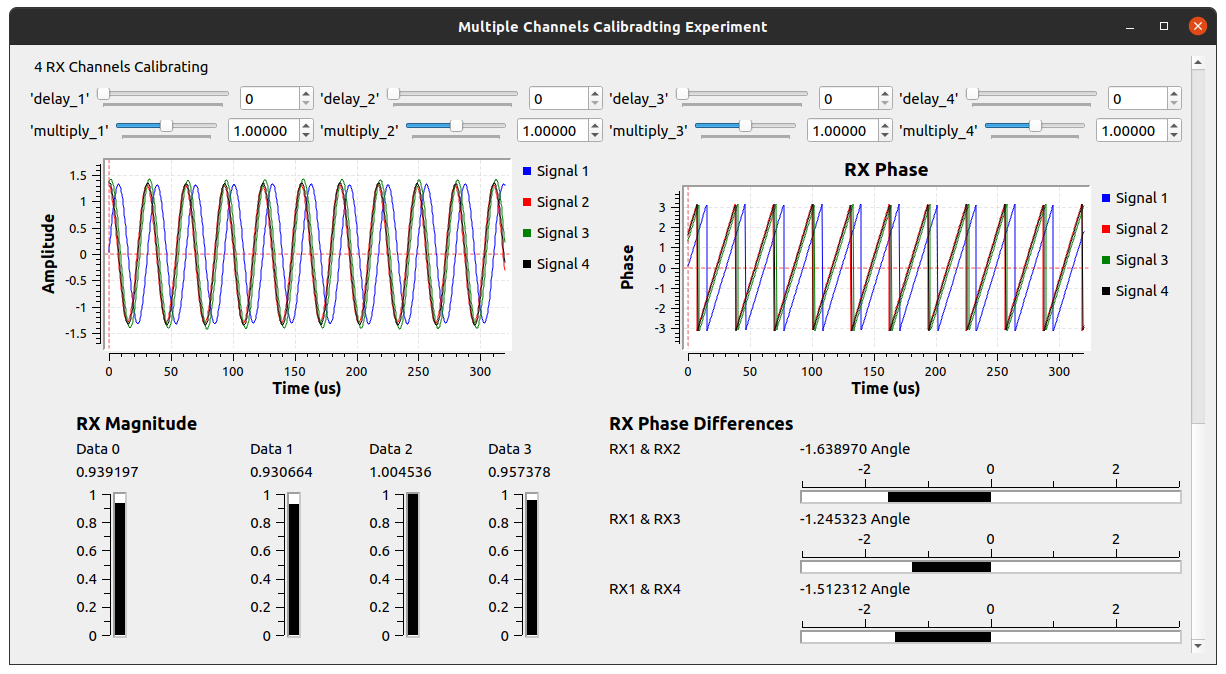 Multiple Channels Calibradting Experiment
4 RX Channels Calibrating
'delay_1' 0 'delay_2' 0 'delay_3' 0 'delay_4' 0
'multiply_1' 1.00000 'multiply_2' 1.00000 'multiply_3' 1.00000 'multiply_4' 1.00000
Amplitude
1.5
1
0.5
0
-0.5
-1
-1.5
0 50 100 150 200 250 300
Time (us)
Signal 1
Signal 2
Signal 3
Signal 4
RX Phase
Phase
3
2
1
0
-1
-2
-3
0 50 100 150 200 250 300
Time (us)
Signal 1
Signal 2
Signal 3
Signal 4
RX Magnitude
Data 0 Data 1 Data 2 Data 3
0.939197 0.930664 1.004536 0.957378
1 1 1 1
0.8 0.8 0.8 0.8
0.6 0.6 0.6 0.6
0.4 0.4 0.4 0.4
0.2 0.2 0.2 0.2
0 0 0 0
RX Phase Differences
RX1 & RX2 -1.638970 Angle
-2 0 2
RX1 & RX3 -1.245323 Angle
-2 0 2
RX1 & RX4 -1.512312 Angle
-2 0 2